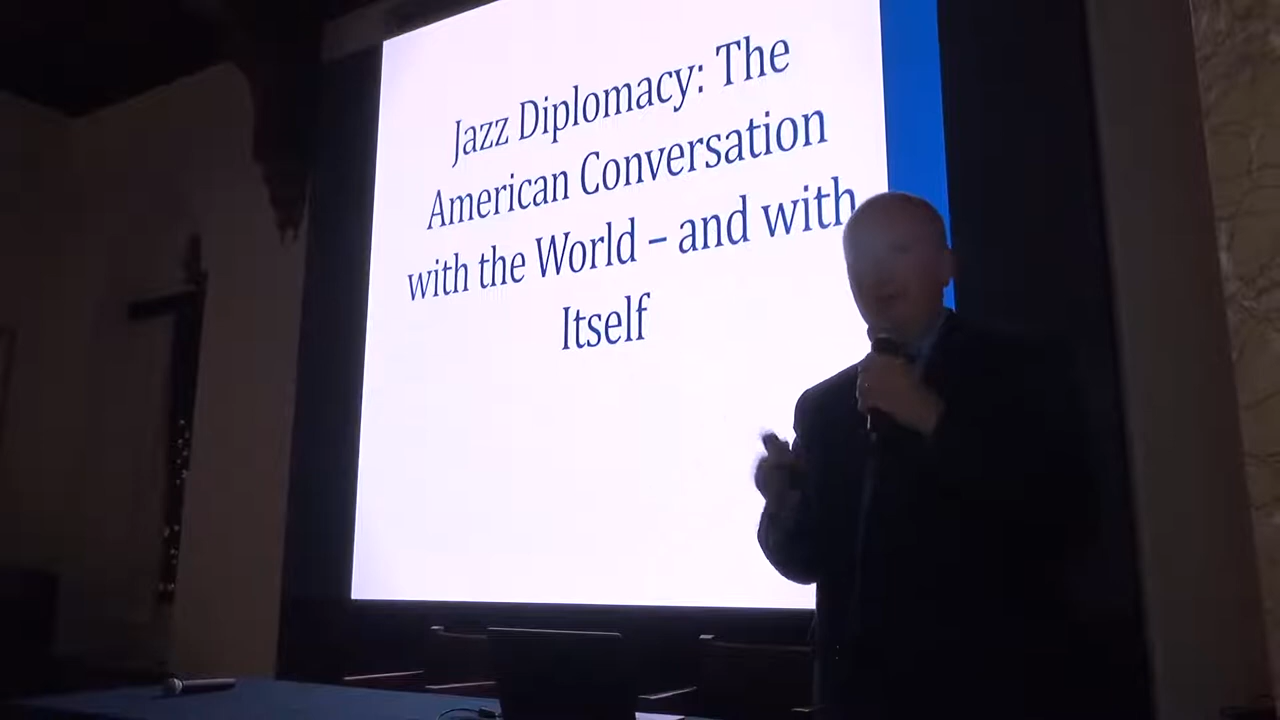 Jazz Diplomacy: The
American Conversation
with the World – and with
Itself